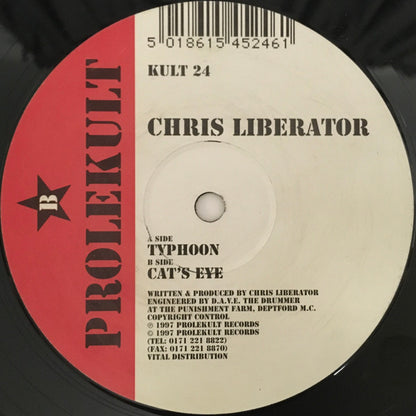 5 018615 452461
KULT 24
CHRIS LIBERATOR
PROLEKULT
B
A SIDE
TYPHOON
B SIDE
CAT'S EYE
WRITTEN & PRODUCED BY CHRIS LIBERATOR
ENGINEERED BY D.A.V.E. THE DRUMMER
AT THE PUNISHMENT FARM, DEPTFORD M.C.
COPYRIGHT CONTROL
℗ 1997 PROLEKULT RECORDS
© 1997 PROLEKULT RECORDS
(TEL: 0171 221 8822)
(FAX: 0171 221 8870)
VITAL DISTRIBUTION